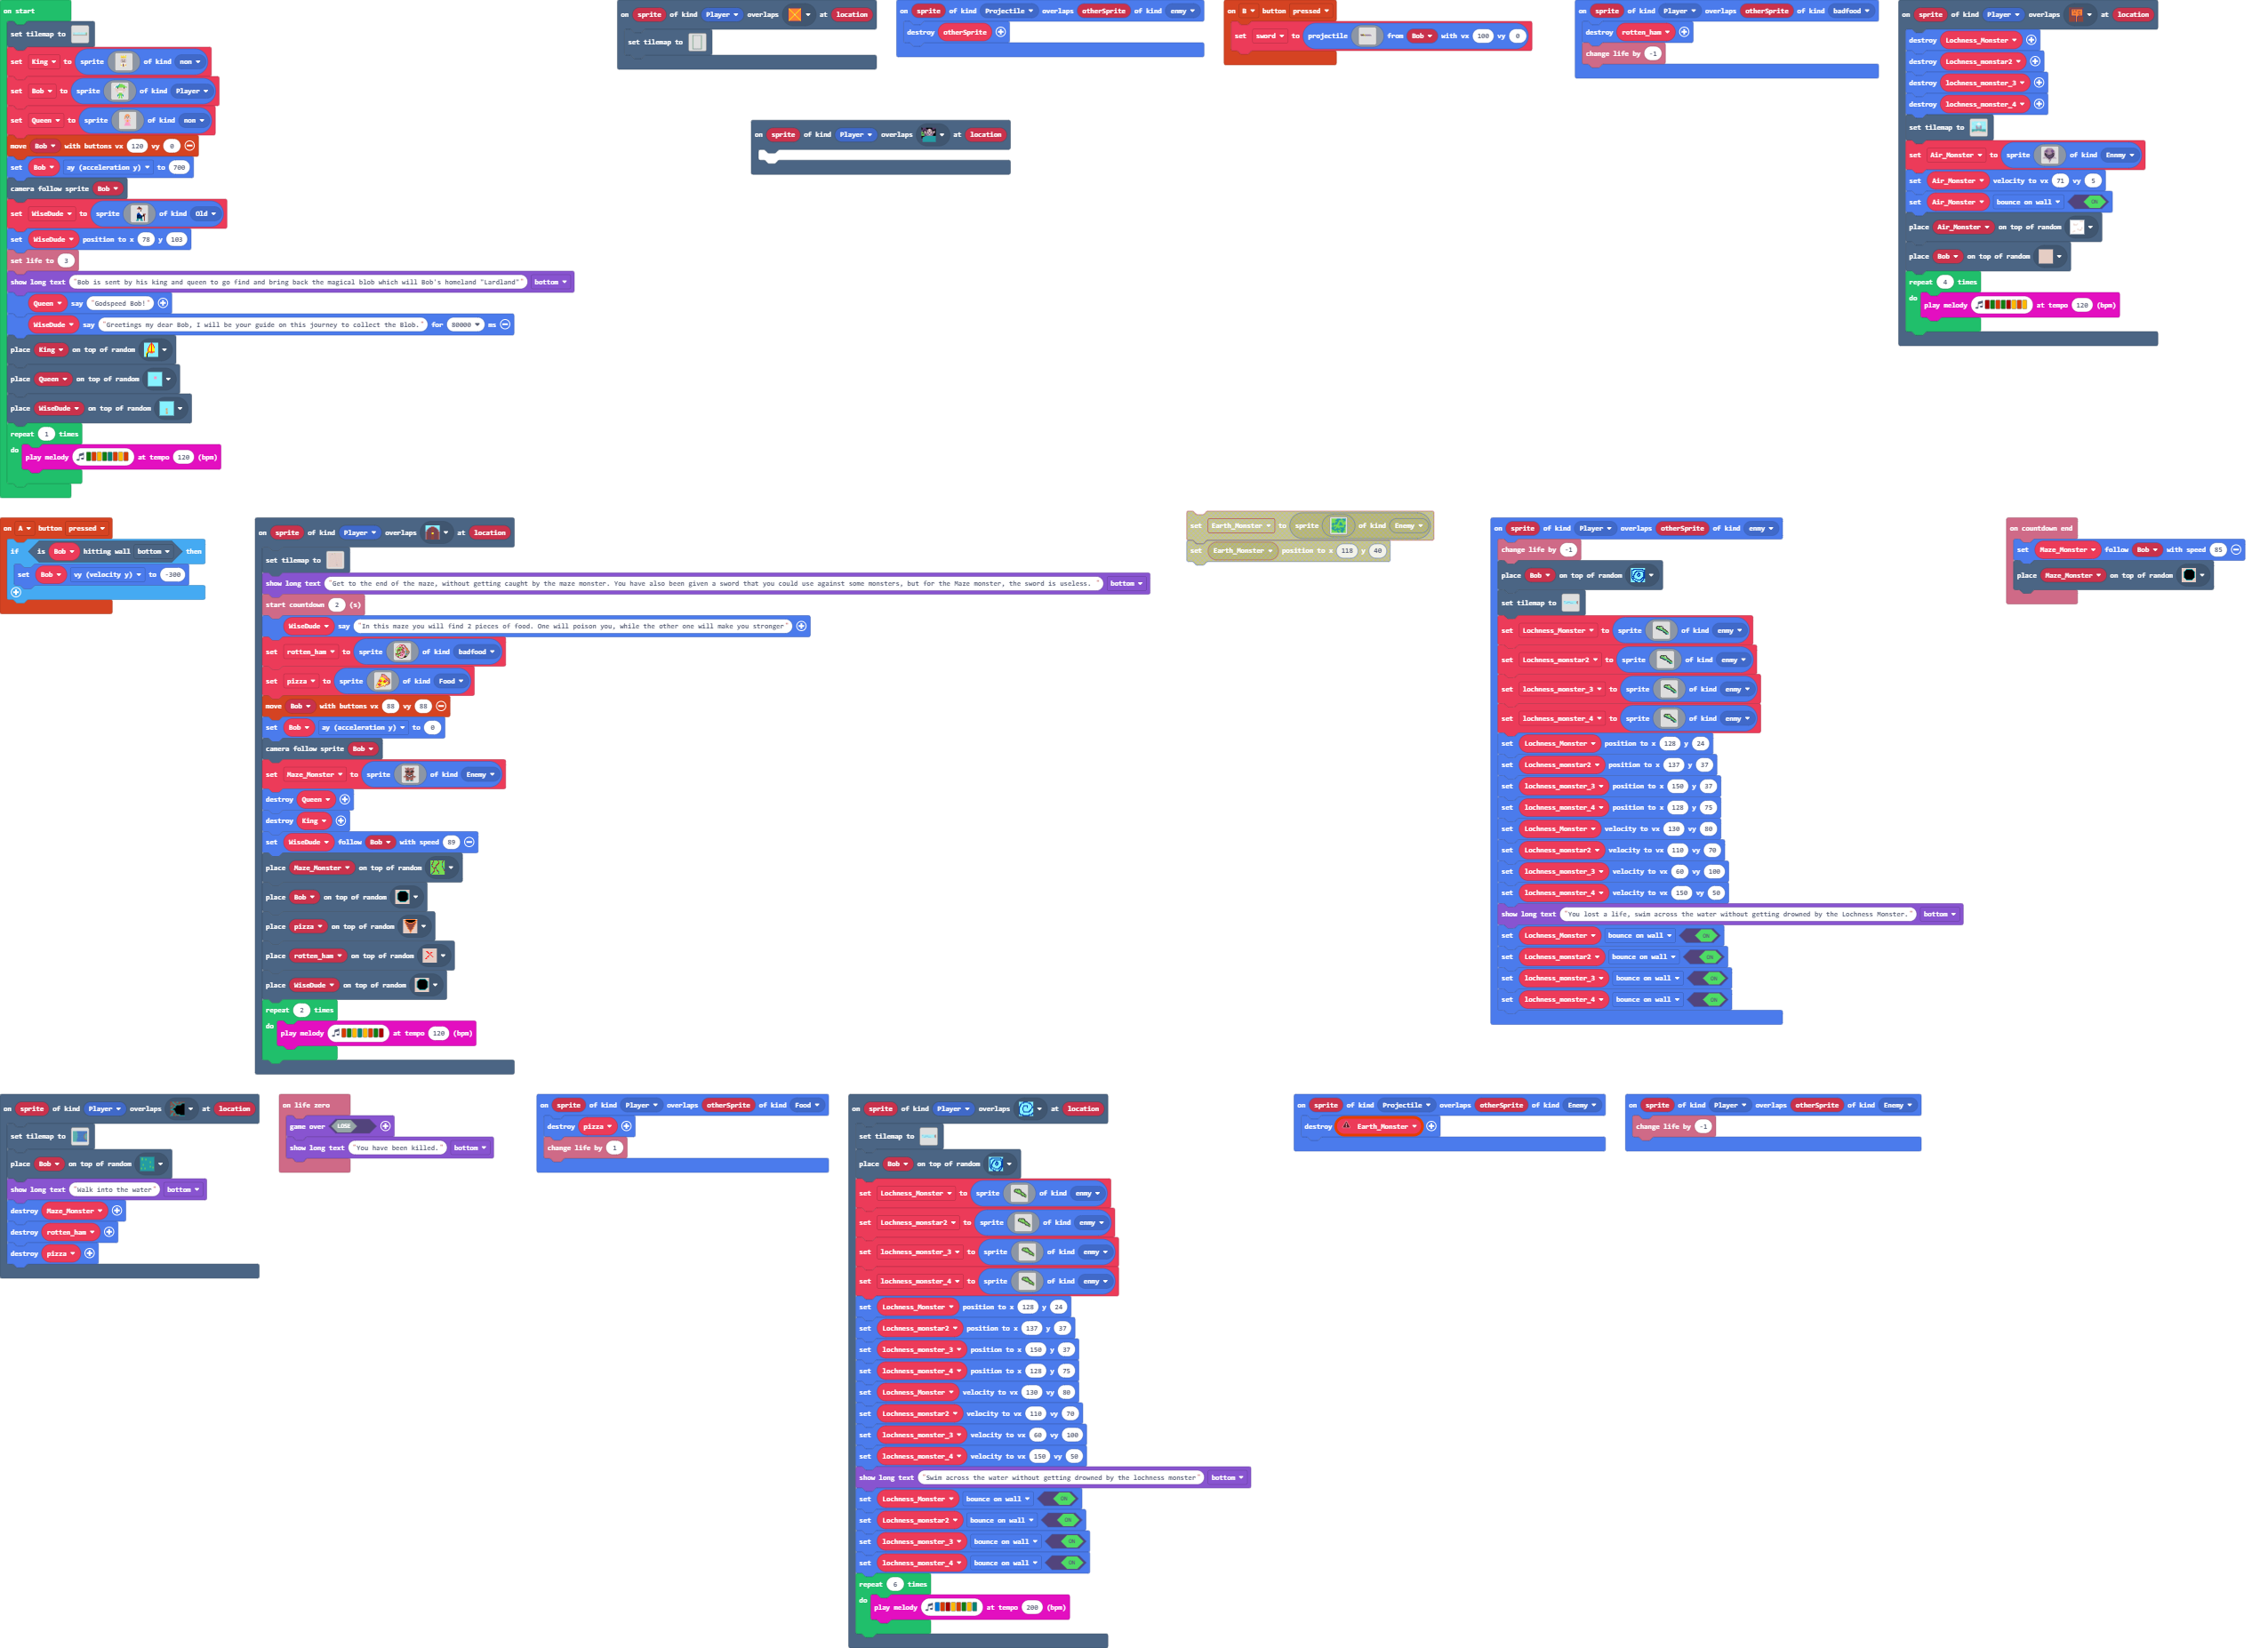 on start
set tilemap to
set King to sprite of kind non
set Bob to sprite of kind Player
set Queen to sprite of kind non
move Bob with buttons vx 120 vy 0
set Bob ay (acceleration y) to 700
camera follow sprite Bob
set WiseDude to sprite of kind Old
set WiseDude position to x 78 y 103
set life to 3
show long text "Bob is sent by his king and queen to go find and bring back the magical blob which will Bob's homeland "Lardland"" bottom
Queen say "Godspeed Bob!"
WiseDude say "Greetings my dear Bob, I will be your guide on this journey to collect the Blob." for 80000 ms
place King on top of random
place Queen on top of random
place WiseDude on top of random
repeat 1 times
do play melody at tempo 120 (bpm)
on sprite of kind Player overlaps at location
set tilemap to
on sprite of kind Projectile overlaps otherSprite of kind enmy
destroy otherSprite
on B button pressed
set sword to projectile from Bob with vx 100 vy 0
on sprite of kind Player overlaps otherSprite of kind badfood
destroy rotten_ham
change life by -1
on sprite of kind Player overlaps at location
destroy Lochness_Monster
destroy Lochness_monstar2
destroy lochness_monster_3
destroy lochness_monster_4
set tilemap to
set Air_Monster to sprite of kind Enemy
set Air_Monster velocity to vx 71 vy 5
set Air_Monster bounce on wall ON
place Air_Monster on top of random
place Bob on top of random
repeat 4 times
do play melody at tempo 120 (bpm)
on sprite of kind Player overlaps at location
on A button pressed
if is Bob hitting wall bottom then
set Bob vy (velocity y) to -300
on sprite of kind Player overlaps at location
set tilemap to
show long text "Get to the end of the maze, without getting caught by the maze monster. You have also been given a sword that you could use against some monsters, but for the Maze monster, the sword is useless. " bottom
start countdown 2 (s)
WiseDude say "In this maze you will find 2 pieces of food. One will poison you, while the other one will make you stronger"
set rotten_ham to sprite of kind badfood
set pizza to sprite of kind Food
move Bob with buttons vx 88 vy 88
set Bob ay (acceleration y) to 0
camera follow sprite Bob
set Maze_Monster to sprite of kind Enemy
destroy Queen
destroy King
set WiseDude follow Bob with speed 89
place Maze_Monster on top of random
place Bob on top of random
place pizza on top of random
place rotten_ham on top of random
place WiseDude on top of random
repeat 2 times
do play melody at tempo 120 (bpm)
set Earth_Monster to sprite of kind Enemy
set Earth_Monster position to x 118 y 40
on sprite of kind Player overlaps otherSprite of kind enmy
change life by -1
place Bob on top of random
set tilemap to
set Lochness_Monster to sprite of kind enmy
set Lochness_monstar2 to sprite of kind enmy
set lochness_monster_3 to sprite of kind enmy
set lochness_monster_4 to sprite of kind enmy
set Lochness_Monster position to x 128 y 24
set Lochness_monstar2 position to x 137 y 37
set lochness_monster_3 position to x 150 y 37
set lochness_monster_4 position to x 128 y 75
set Lochness_Monster velocity to vx 130 vy 80
set Lochness_monstar2 velocity to vx 110 vy 70
set lochness_monster_3 velocity to vx 60 vy 100
set lochness_monster_4 velocity to vx 150 vy 50
show long text "You lost a life, swim across the water without getting drowned by the Lochness Monster." bottom
set Lochness_Monster bounce on wall ON
set Lochness_monstar2 bounce on wall ON
set lochness_monster_3 bounce on wall ON
set lochness_monster_4 bounce on wall ON
on countdown end
set Maze_Monster follow Bob with speed 85
place Maze_Monster on top of random
on sprite of kind Player overlaps at location
set tilemap to
place Bob on top of random
show long text "Walk into the water" bottom
destroy Maze_Monster
destroy rotten_ham
destroy pizza
on life zero
game over LOSE
show long text "You have been killed." bottom
on sprite of kind Player overlaps otherSprite of kind Food
destroy pizza
change life by 1
on sprite of kind Player overlaps at location
set tilemap to
place Bob on top of random
set Lochness_Monster to sprite of kind enmy
set Lochness_monstar2 to sprite of kind enmy
set lochness_monster_3 to sprite of kind enmy
set lochness_monster_4 to sprite of kind enmy
set Lochness_Monster position to x 128 y 24
set Lochness_monstar2 position to x 137 y 37
set lochness_monster_3 position to x 150 y 37
set lochness_monster_4 position to x 128 y 75
set Lochness_Monster velocity to vx 130 vy 80
set Lochness_monstar2 velocity to vx 110 vy 70
set lochness_monster_3 velocity to vx 60 vy 100
set lochness_monster_4 velocity to vx 150 vy 50
show long text "Swim across the water without getting drowned by the lochness monster" bottom
set Lochness_Monster bounce on wall ON
set Lochness_monstar2 bounce on wall ON
set lochness_monster_3 bounce on wall ON
set lochness_monster_4 bounce on wall ON
repeat 6 times
do play melody at tempo 200 (bpm)
on sprite of kind Projectile overlaps otherSprite of kind Enemy
destroy Earth_Monster
on sprite of kind Player overlaps otherSprite of kind Enemy
change life by -1